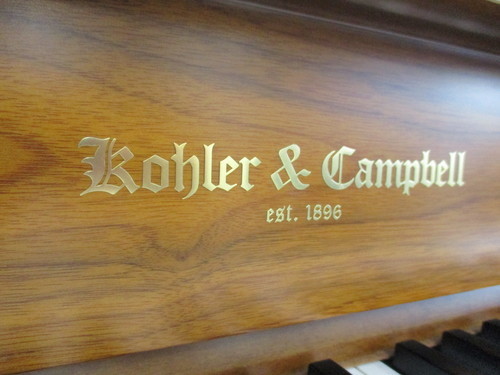 Kohler & Campbell
est. 1896